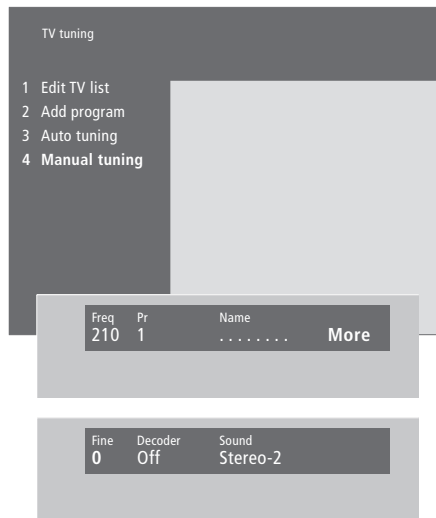 TV tuning
1 Edit TV list
2 Add program
3 Auto tuning
4 Manual tuning
Freq Pr Name
210 1 ........ More
Fine Decoder Sound
0 Off Stereo-2